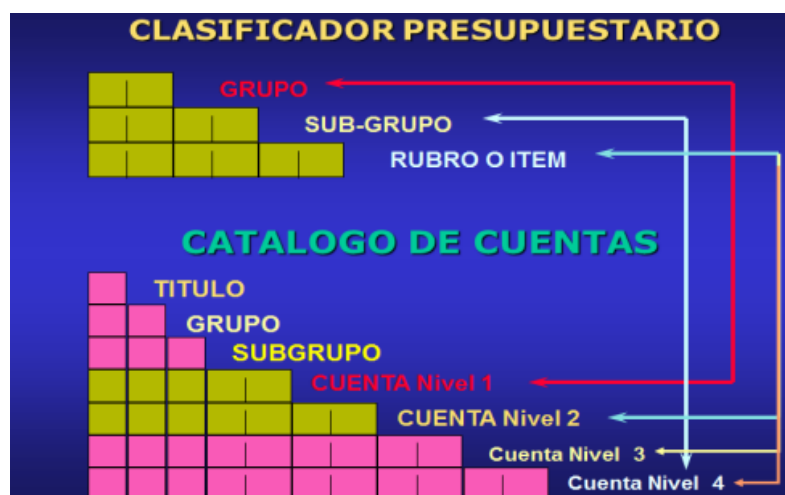 CLASIFICADOR PRESUPUESTARIO
GRUPO
SUB-GRUPO
RUBRO O ITEM
CATALOGO DE CUENTAS
TITULO
GRUPO
SUBGRUPO
CUENTA Nivel 1
CUENTA Nivel 2
Cuenta Nivel 3
Cuenta Nivel 4